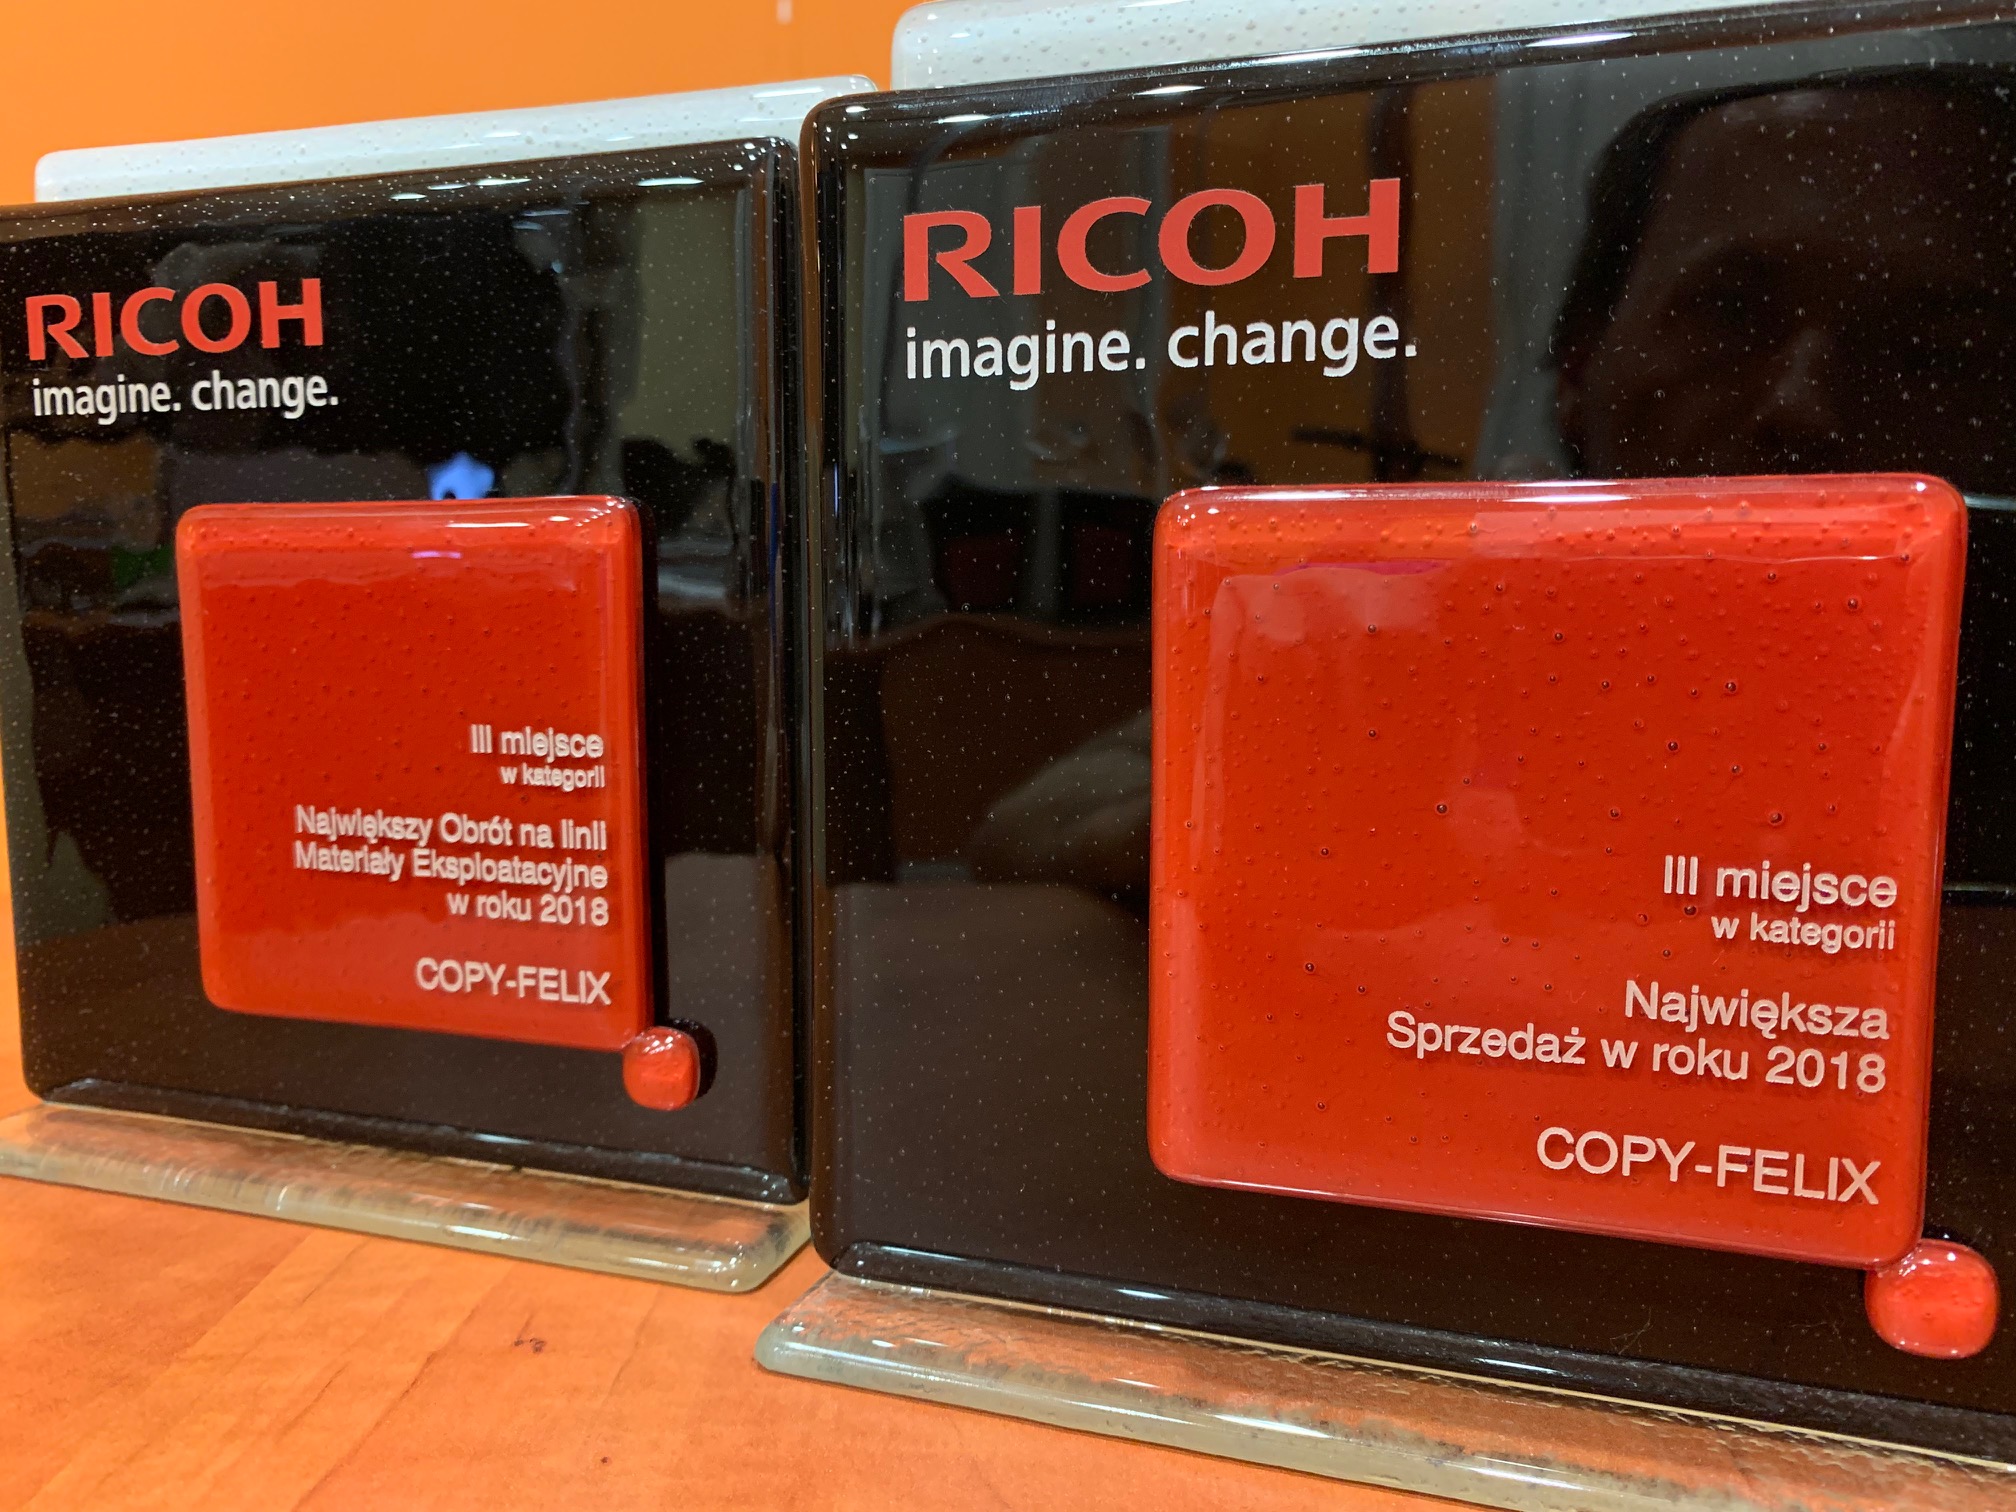 RICOH
imagine. change.
III miejsce
w kategorii
Największy Obrót na linii
Materiały Eksploatacyjne
w roku 2018
COPY-FELIX
RICOH
imagine. change.
III miejsce
w kategorii
Największa
Sprzedaż w roku 2018
COPY-FELIX